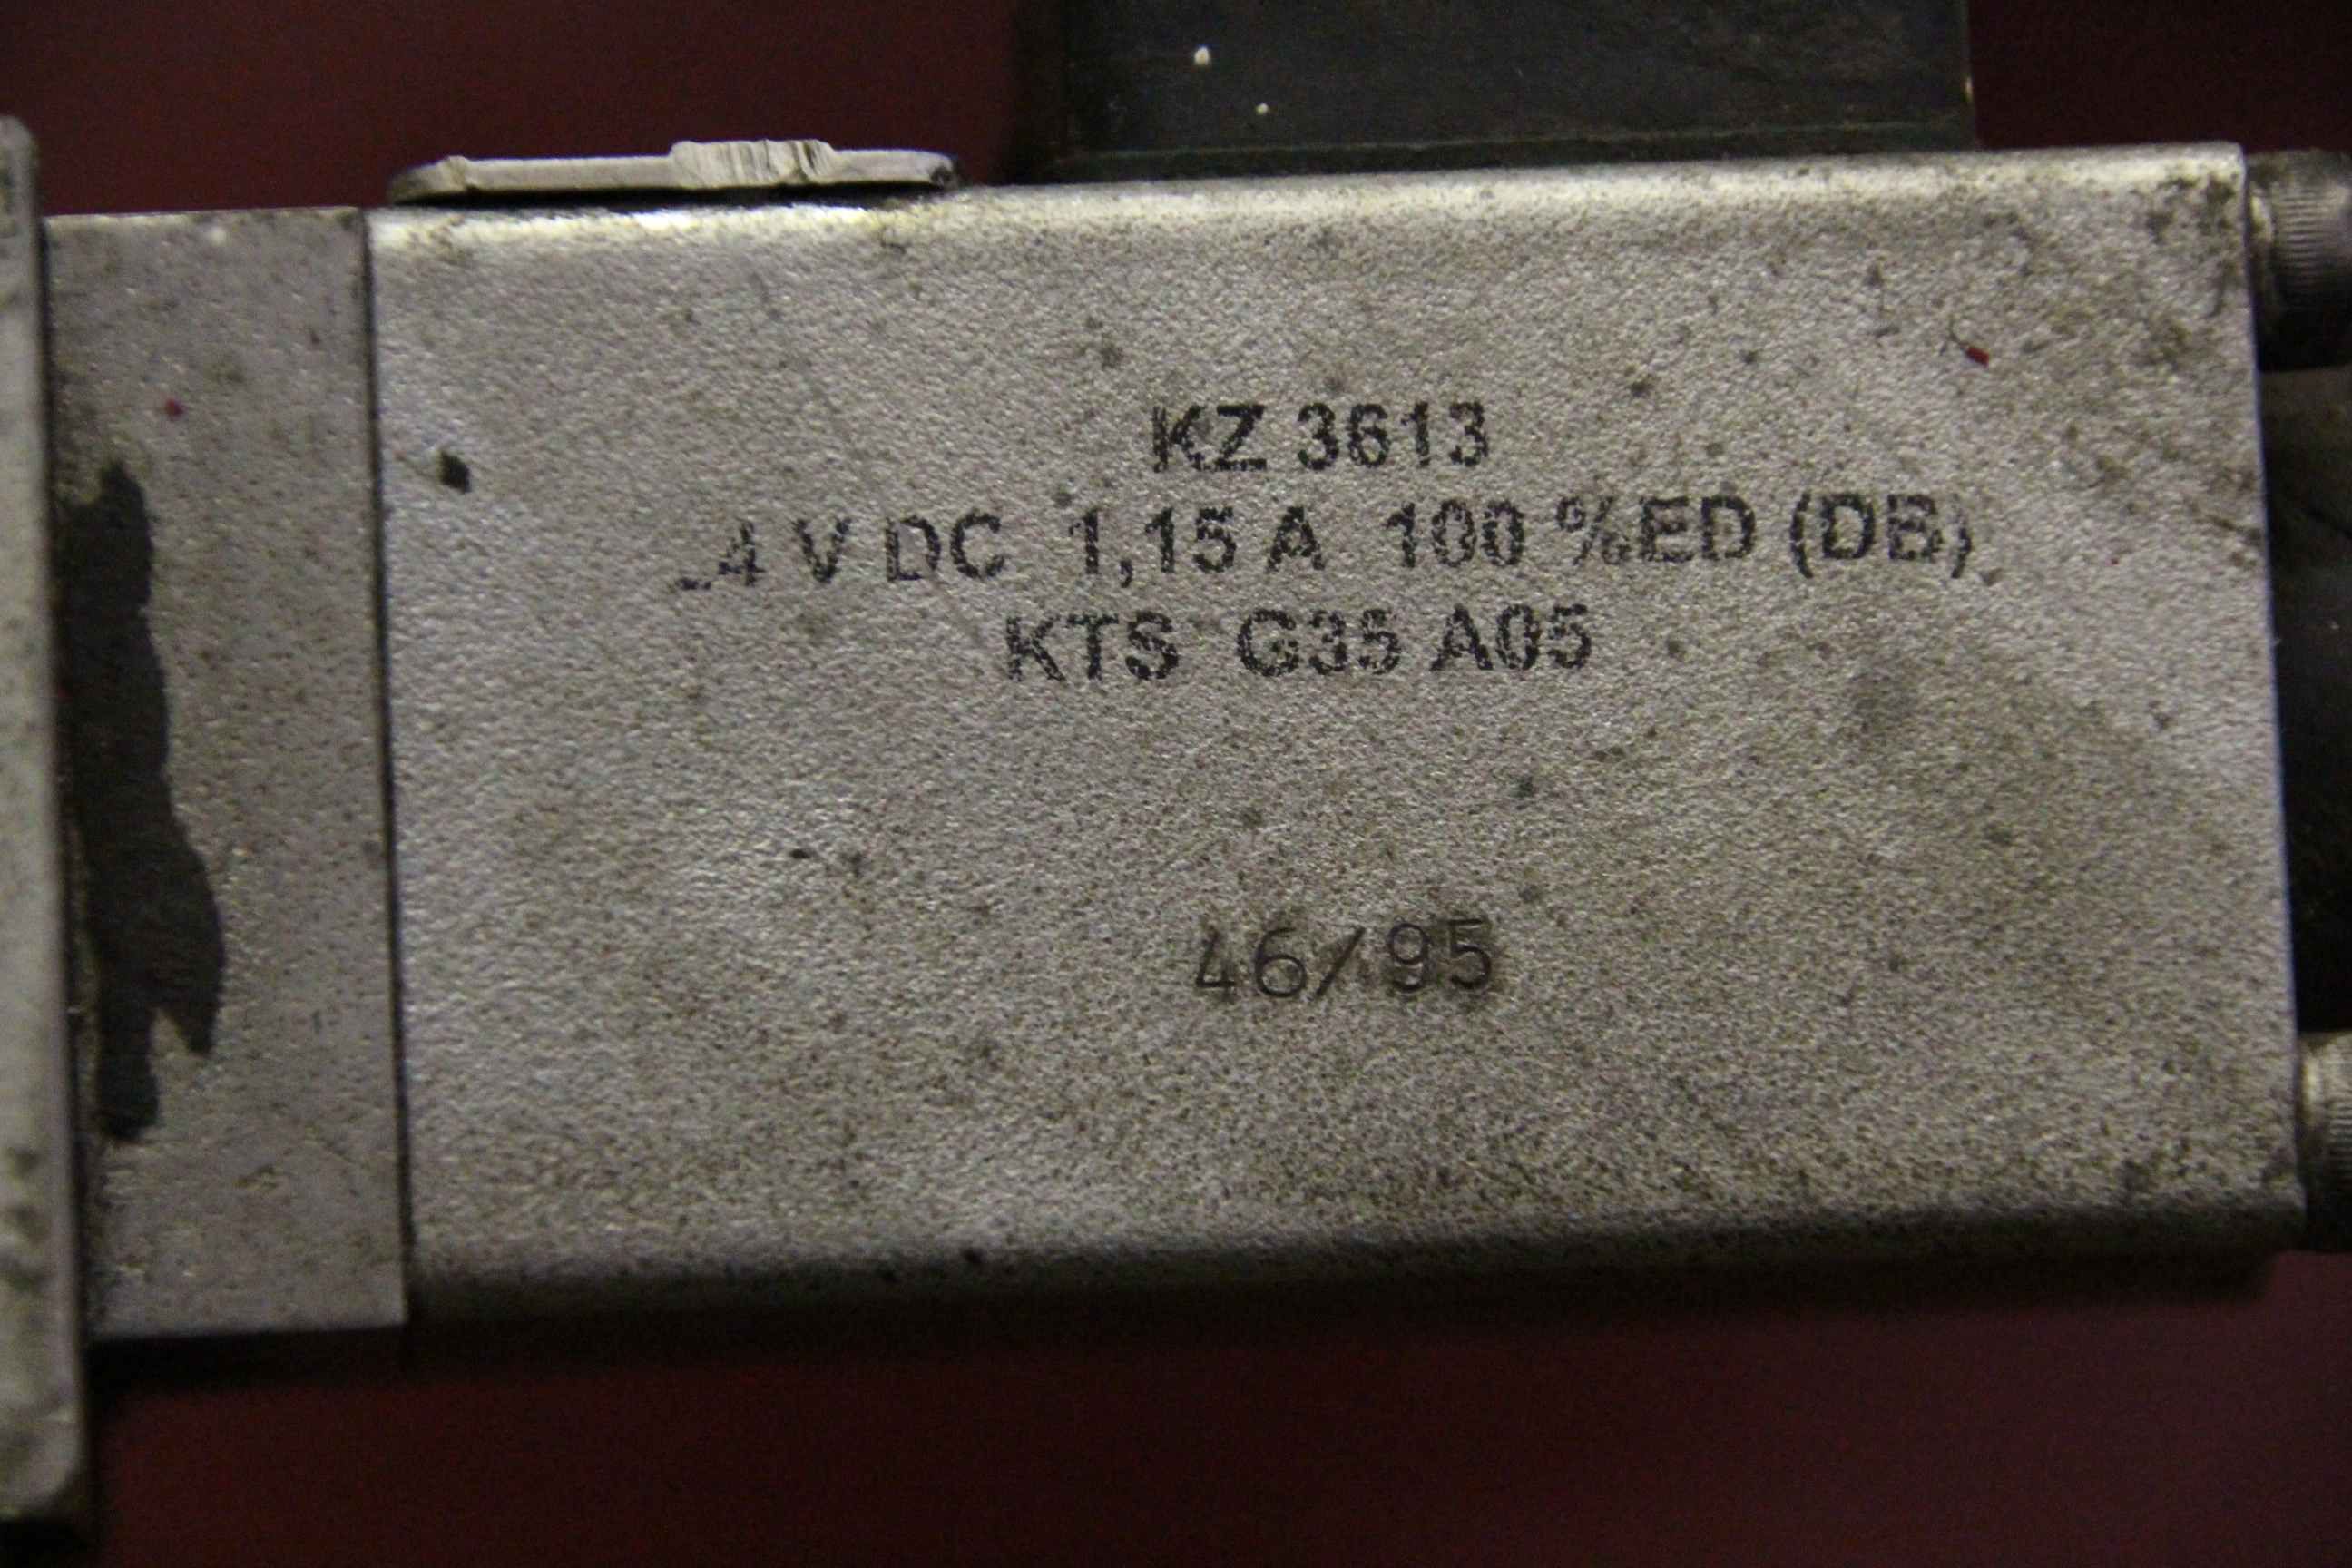 KZ 3613
4 V DC 1,15 A 100 %ED (DB)
KTS G35 A05
46/95